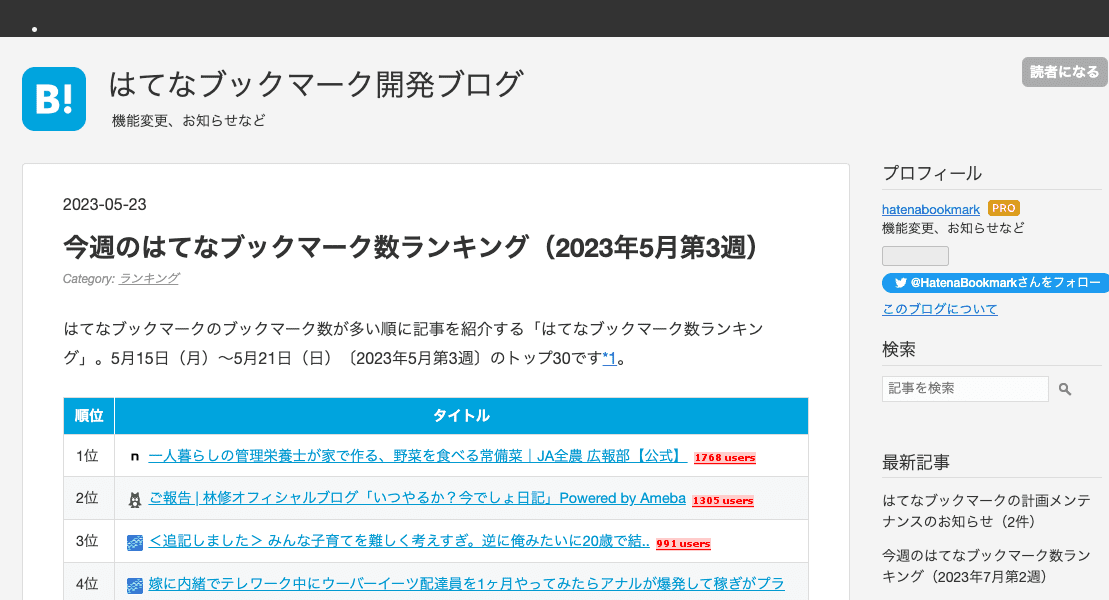 B!
はてなブックマーク開発ブログ
機能変更、お知らせなど
読者になる
2023-05-23
今週のはてなブックマーク数ランキング（2023年5月第3週）
Category: ランキング
はてなブックマークのブックマーク数が多い順に記事を紹介する「はてなブックマーク数ランキン
グ」。5月15日（月）〜5月21日（日）〔2023年5月第3週〕のトップ30です*1。
順位 タイトル
1位 n 一人暮らしの管理栄養士が家で作る、野菜を食べる常備菜｜JA全農 広報部【公式】 1768 users
2位 ご報告 | 林修オフィシャルブログ「いつやるか？今でしょ日記」Powered by Ameba 1305 users
3位 ＜追記しました＞ みんな子育てを難しく考えすぎ。逆に俺みたいに20歳で結.. 991 users
4位 嫁に内緒でテレワーク中にウーバーイーツ配達員を1ヶ月やってみたらアナルが爆発して稼ぎがプラ
プロフィール
hatenabookmark PRO
機能変更、お知らせなど
@HatenaBookmarkさんをフォロー
このブログについて
検索
記事を検索
最新記事
はてなブックマークの計画メンテ
ナンスのお知らせ（2件）
今週のはてなブックマーク数ラン
キング（2023年7月第2週）